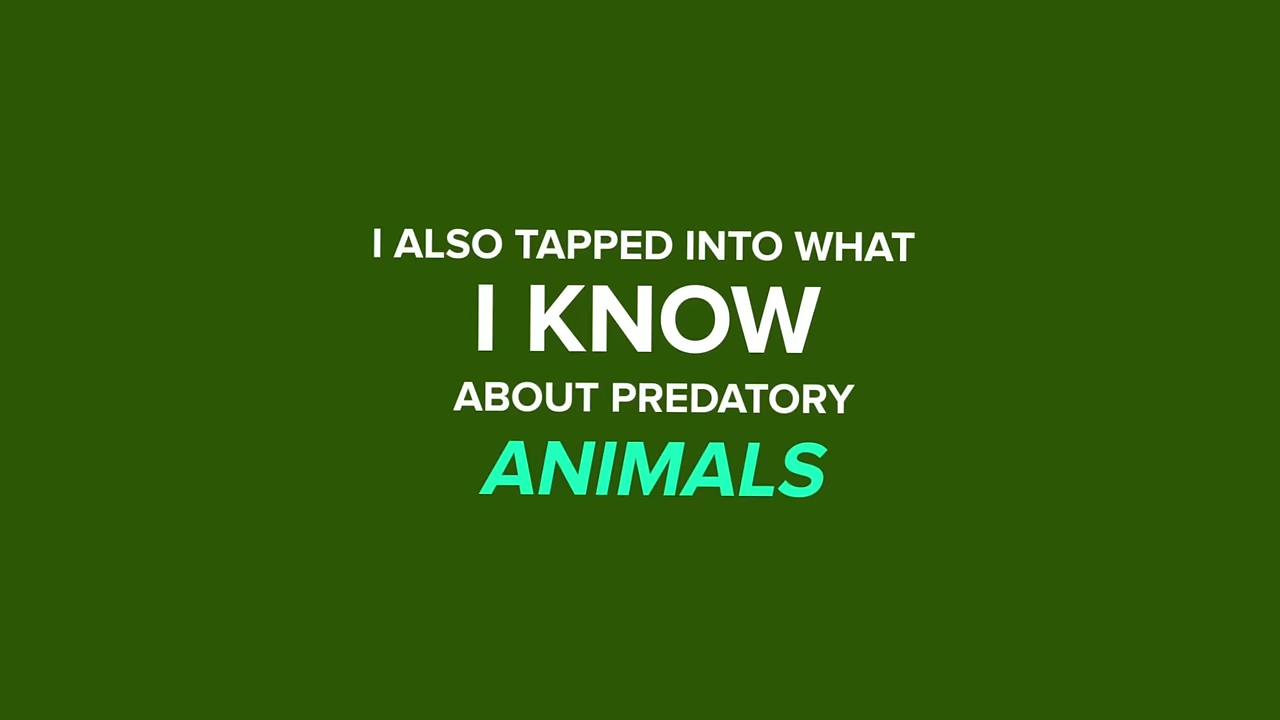 I ALSO TAPPED INTO WHAT
I KNOW
ABOUT PREDATORY
ANIMALS